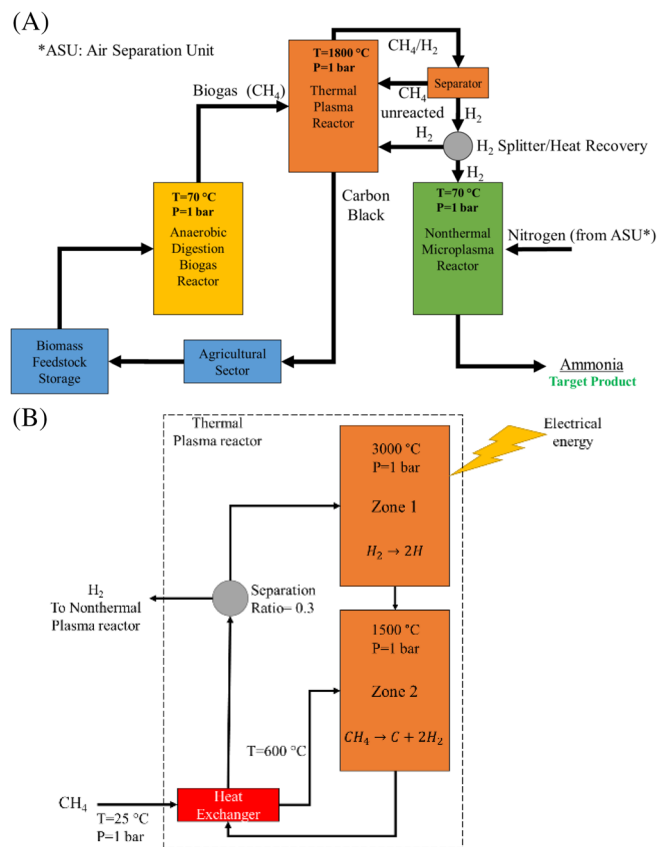 (A)
*ASU: Air Separation Unit
T=1800 °C
P=1 bar
Thermal
Plasma
Reactor
CH₄/H₂
Separator
CH₄
unreacted
H₂
H₂
H₂ Splitter/Heat Recovery
H₂
Biogas (CH₄)
Carbon
Black
T=70 °C
P=1 bar
Anaerobic
Digestion
Biogas
Reactor
T=70 °C
P=1 bar
Nonthermal
Microplasma
Reactor
Nitrogen (from ASU*)
Biomass
Feedstock
Storage
Agricultural
Sector
Ammonia
Target Product
(B)
Thermal
Plasma reactor
Electrical
energy
3000 °C
P=1 bar
Zone 1
H₂ → 2H
H₂
To Nonthermal
Plasma reactor
Separation
Ratio= 0.3
1500 °C
P=1 bar
Zone 2
CH₄ → C + 2H₂
T=600 °C
CH₄
T=25 °C
P=1 bar
Heat
Exchanger